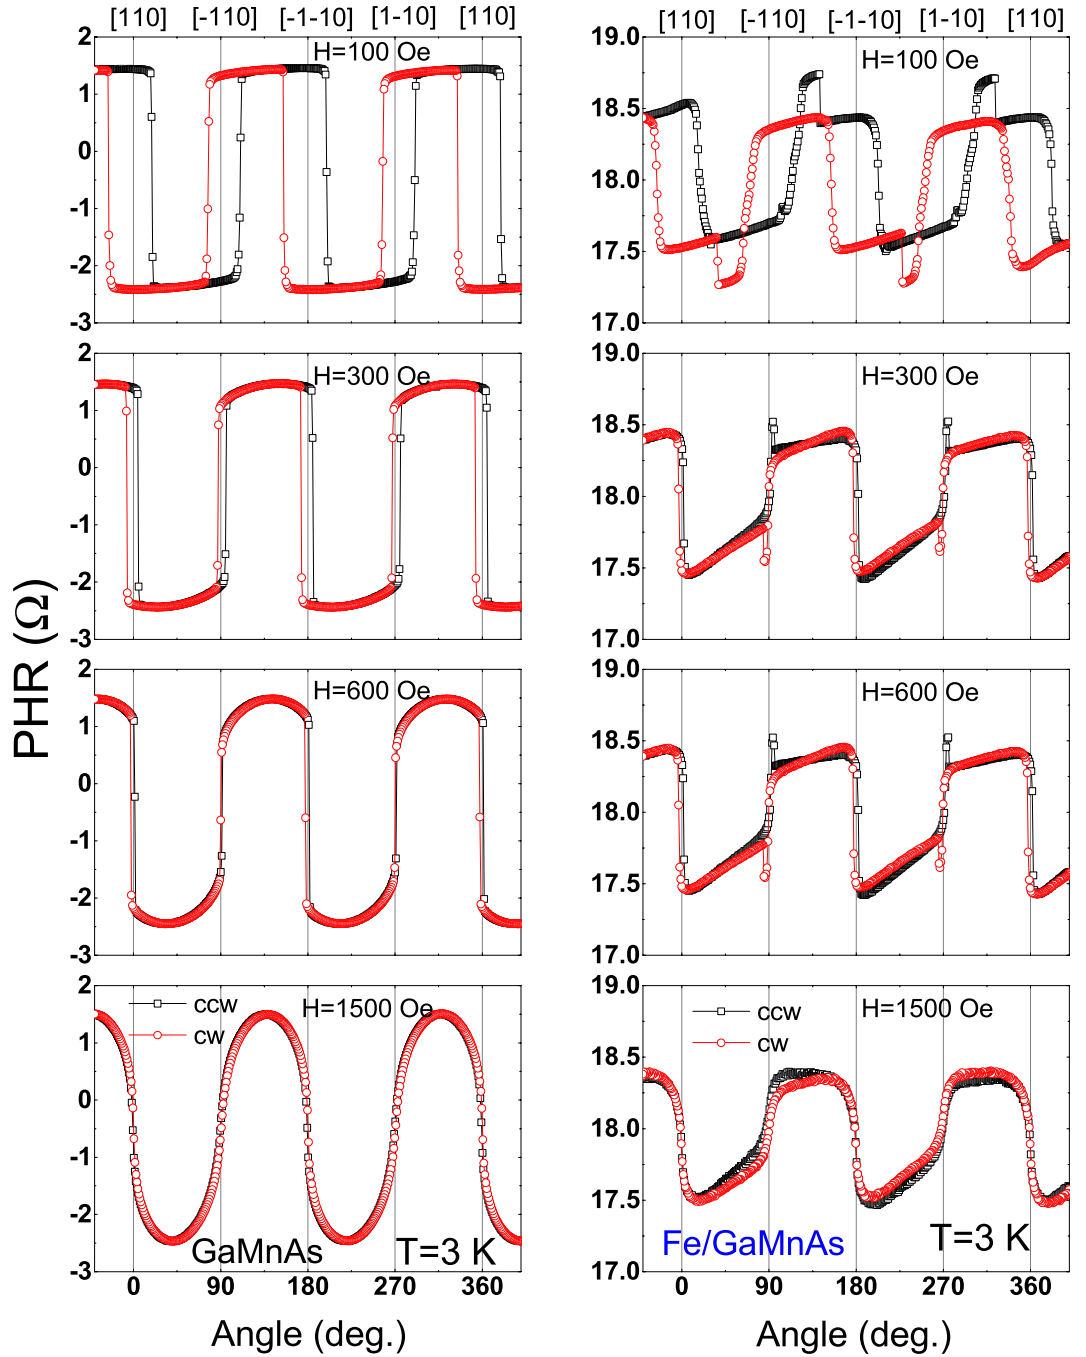 [110] [-110] [-1-10] [1-10] [110]
H=100 Oe
2
1
0
-1
-2
-3
H=300 Oe
2
1
0
-1
-2
-3
H=600 Oe
2
1
0
-1
-2
-3
H=1500 Oe
2
1
0
-1
-2
-3
CCW
CW
GaMnAs T=3 K
0 90 180 270 360
Angle (deg.)
PHR (Ω)
[110] [-110] [-1-10] [1-10] [110]
H=100 Oe
19.0
18.5
18.0
17.5
17.0
H=300 Oe
19.0
18.5
18.0
17.5
17.0
H=600 Oe
19.0
18.5
18.0
17.5
17.0
H=1500 Oe
19.0
18.5
18.0
17.5
17.0
CCW
CW
Fe/GaMnAs T=3 K
0 90 180 270 360
Angle (deg.)